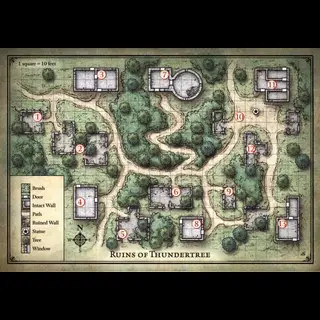 1 square = 10 feet
3
7
11
1
10
2
12
4
6
9
5
8
13
Brush
Door
Intact Wall
Path
Ruined Wall
Statue
Tree
Window
N
Ruins of Thundertree